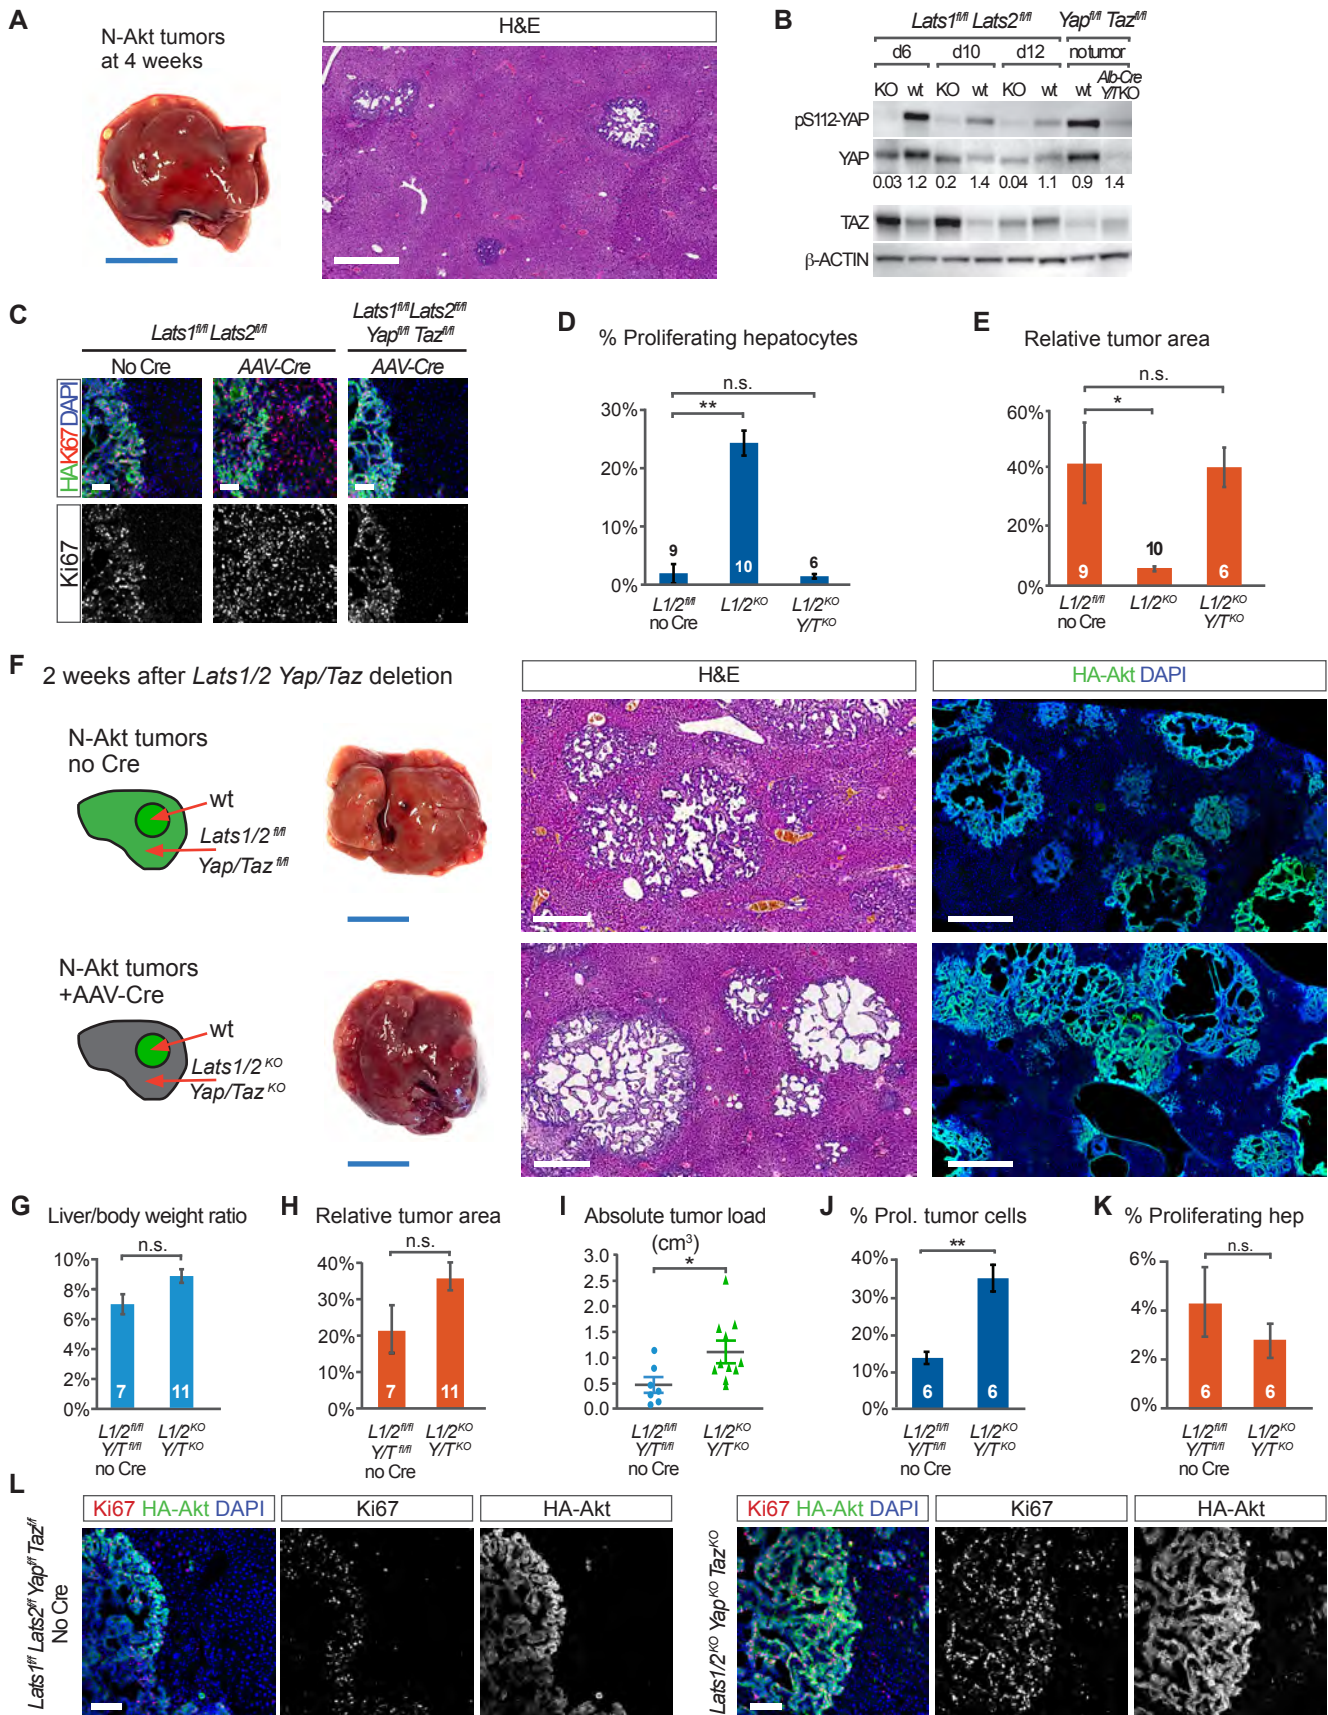 A
N-Akt tumors
at 4 weeks
H&E
B
Lats1fl/fl Lats2fl/fl
Yapfl/fl Tazfl/fl
d6 d10 d12 no tumor
KO wt KO wt KO wt wt Alb-Cre Y/TKO
pS112-YAP
YAP
0.03 1.2 0.2 1.4 0.04 1.1 0.9 1.4
TAZ
β-ACTIN
C
Lats1fl/fl Lats2fl/fl
Lats1fl/fl Lats2fl/fl
Yapfl/fl Tazfl/fl
No Cre AAV-Cre AAV-Cre
HA Ki67 DAPI
Ki67
D
% Proliferating hepatocytes
n.s.
**
30%
20%
10%
0%
9 10 6
L1/2fl/fl
no Cre
L1/2KO
L1/2KO
Y/TKO
E
Relative tumor area
n.s.
*
60%
40%
20%
0%
9 10 6
L1/2fl/fl
no Cre
L1/2KO
L1/2KO
Y/TKO
F
2 weeks after Lats1/2 Yap/Taz deletion
H&E
HA-Akt DAPI
N-Akt tumors
no Cre
wt
Lats1/2 fl/fl
Yap/Taz fl/fl
N-Akt tumors
+AAV-Cre
wt
Lats1/2 KO
Yap/Taz KO
G
Liver/body weight ratio
n.s.
10%
8%
6%
4%
2%
0%
7 11
L1/2fl/fl
Y/Tfl/fl
no Cre
L1/2KO
Y/TKO
H
Relative tumor area
n.s.
40%
30%
20%
10%
0%
7 11
L1/2fl/fl
Y/Tfl/fl
no Cre
L1/2KO
Y/TKO
I
Absolute tumor load
(cm3)
*
3.0
2.5
2.0
1.5
1.0
0.5
0.0
L1/2fl/fl
Y/Tfl/fl
no Cre
L1/2KO
Y/TKO
J
% Prol. tumor cells
**
40%
30%
20%
10%
0%
6 6
L1/2fl/fl
Y/Tfl/fl
no Cre
L1/2KO
Y/TKO
K
% Proliferating hep
n.s.
6%
4%
2%
0%
6 6
L1/2fl/fl
Y/Tfl/fl
no Cre
L1/2KO
Y/TKO
L
Lats1f/f Lats2f/f Yapf/f Tazf/f
No Cre
Ki67 HA-Akt DAPI
Ki67
HA-Akt
Lats1/2KO YapKO TazKO
Ki67 HA-Akt DAPI
Ki67
HA-Akt